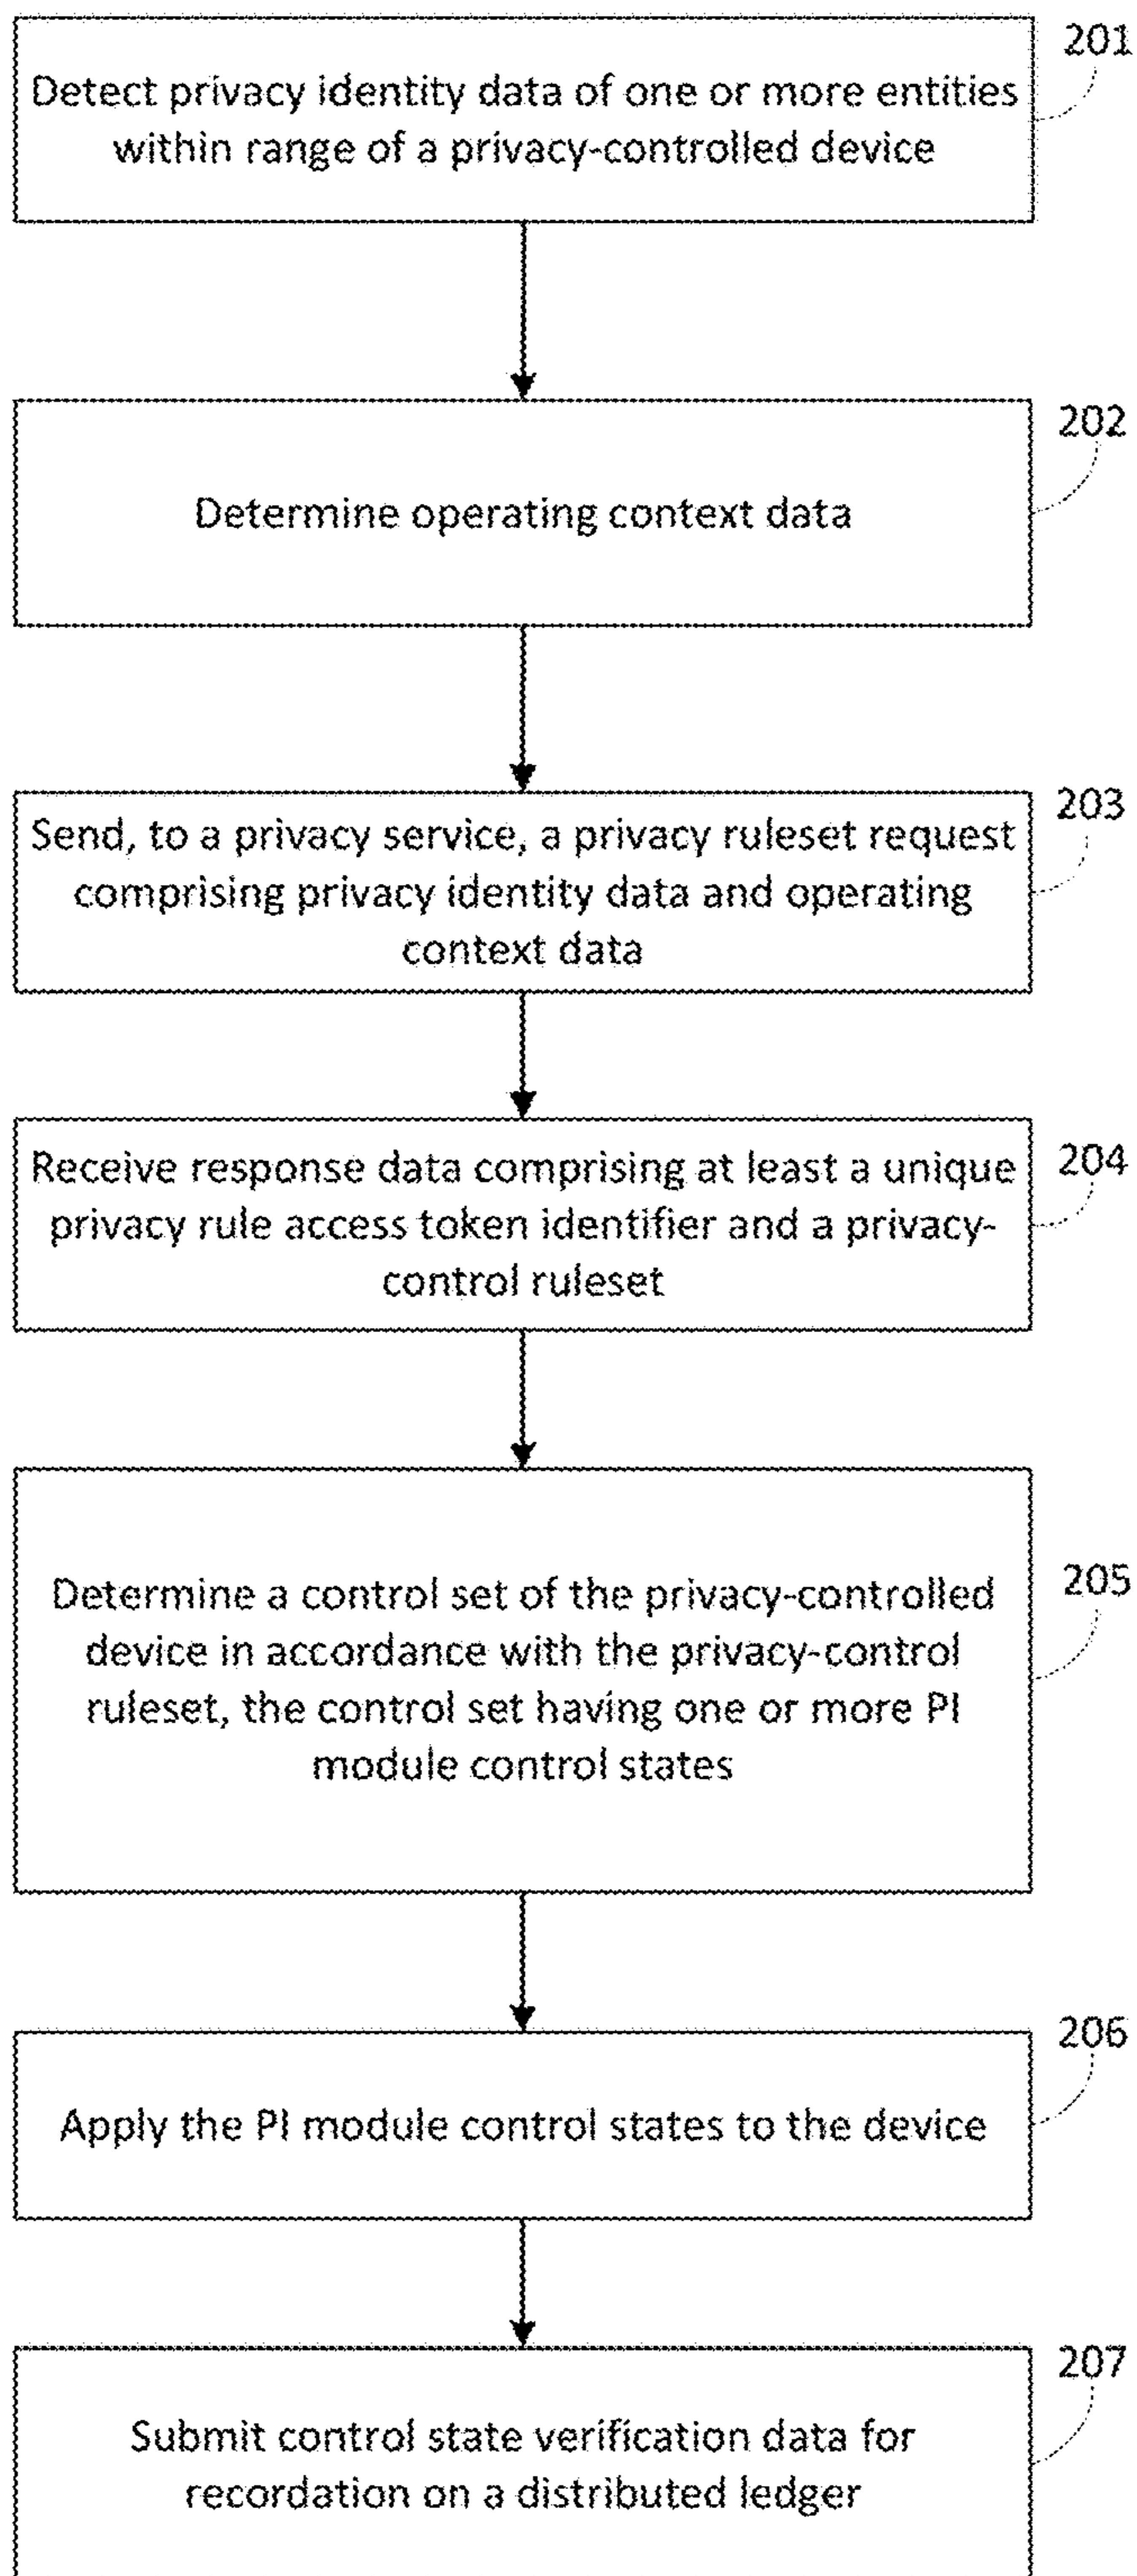 201
Detect privacy identity data of one or more entities
within range of a privacy-controlled device
202
Determine operating context data
203
Send, to a privacy service, a privacy ruleset request
comprising privacy identity data and operating
context data
204
Receive response data comprising at least a unique
privacy rule access token identifier and a privacy-
control ruleset
205
Determine a control set of the privacy-controlled
device in accordance with the privacy-control
ruleset, the control set having one or more PI
module control states
206
Apply the PI module control states to the device
207
Submit control state verification data for
recordation on a distributed ledger